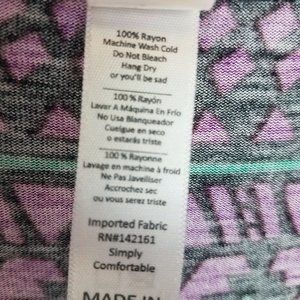 100% Rayon
Machine Wash Cold
Do Not Bleach
Hang Dry
or you'll be sad
100% Rayón
Lavar A Máquina En Frío
No Usa Blanqueador
Cuelgue en seco
o estarás triste
100% Rayonne
Lavage en machine à froid
Ne Pas Javelliser
Accrochez sec
ou vous serez triste
Imported Fabric
RN#142161
Simply
Comfortable
MADE IN